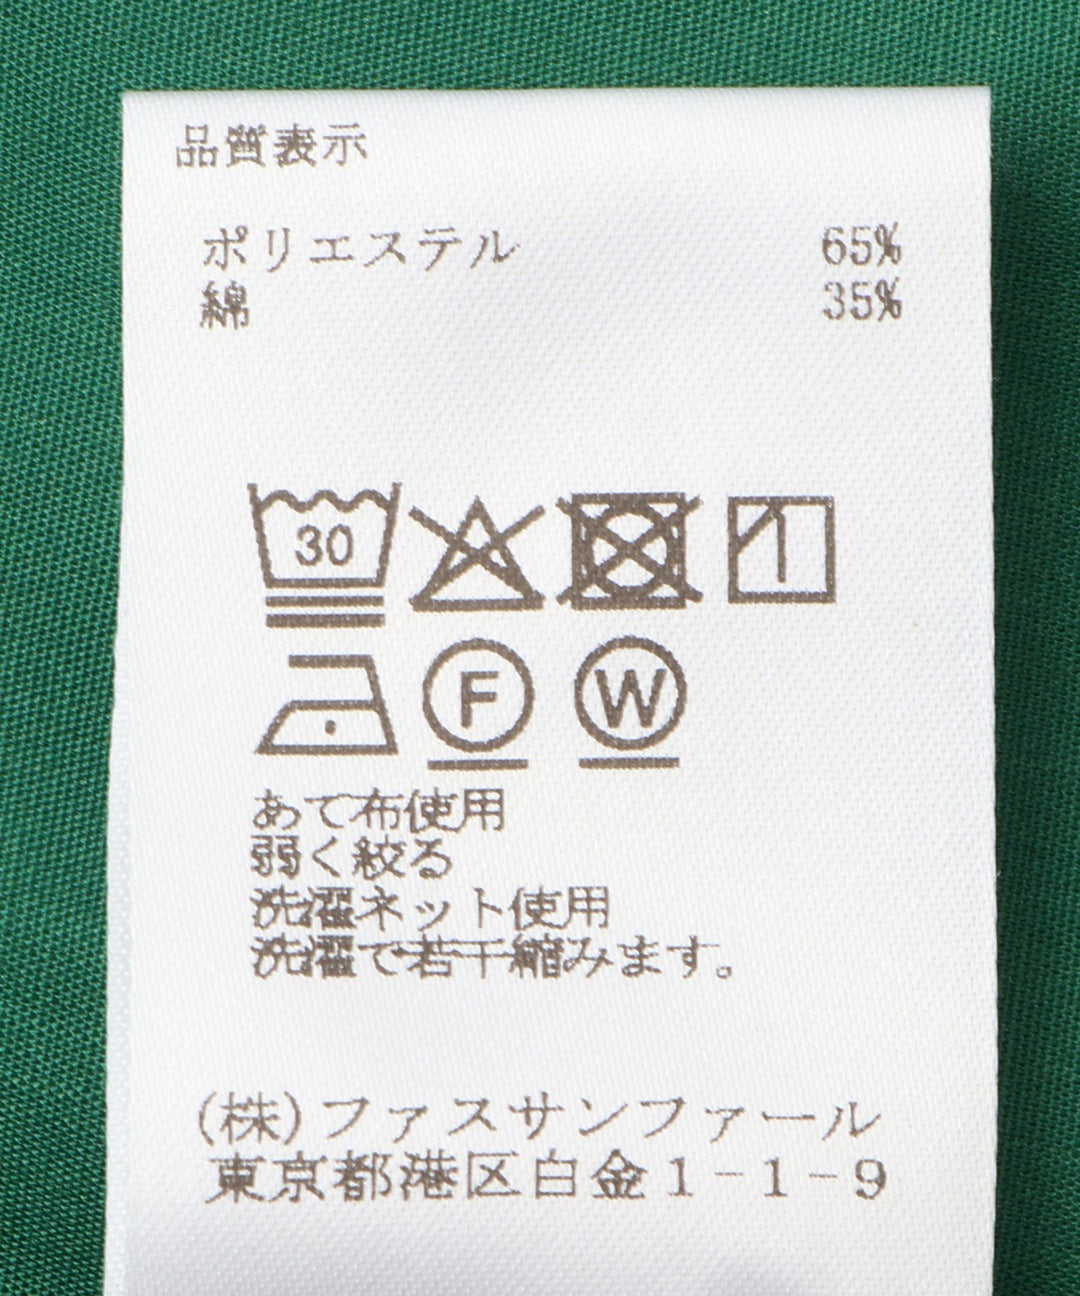 品質表示
ポリエステル 65%
綿 35%
30
F W
あて布使用
弱く絞る
洗濯ネット使用
洗濯で若干縮みます。
(株)ファスサンファール
東京都港区白金1-1-9